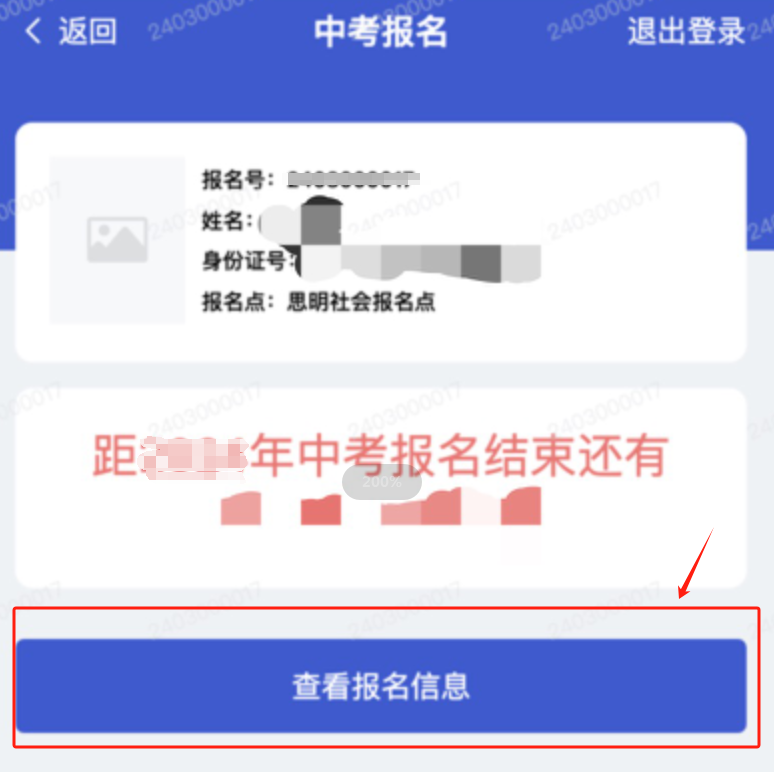 返回 中考报名 退出登录
报名号：
姓名：
身份证号：
报名点：思明社会报名点
距 年中考报名结束还有
200%
查看报名信息
2403000017